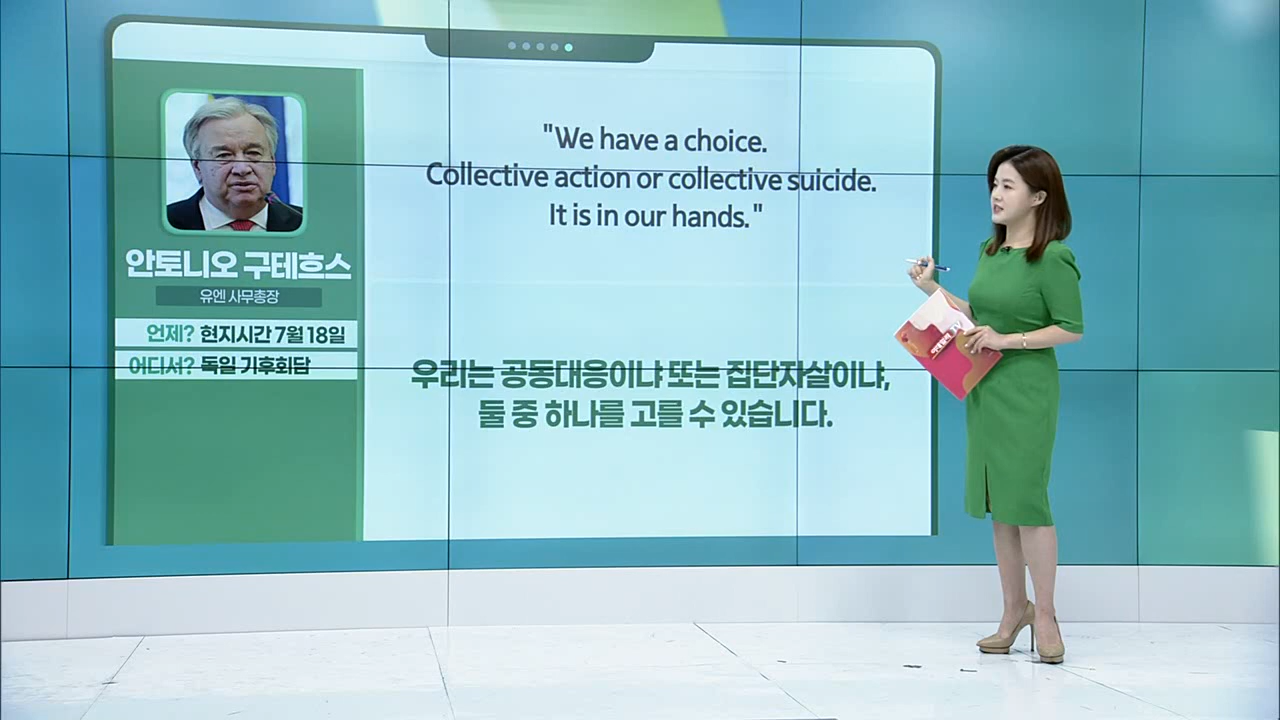 안토니오 구테흐스
유엔 사무총장
언제? 현지시간 7월 18일
어디서? 독일 기후회담
"We have a choice.
Collective action or collective suicide.
It is in our hands."
우리는 공동대응이냐 또는 집단자살이냐,
둘 중 하나를 고를 수 있습니다.